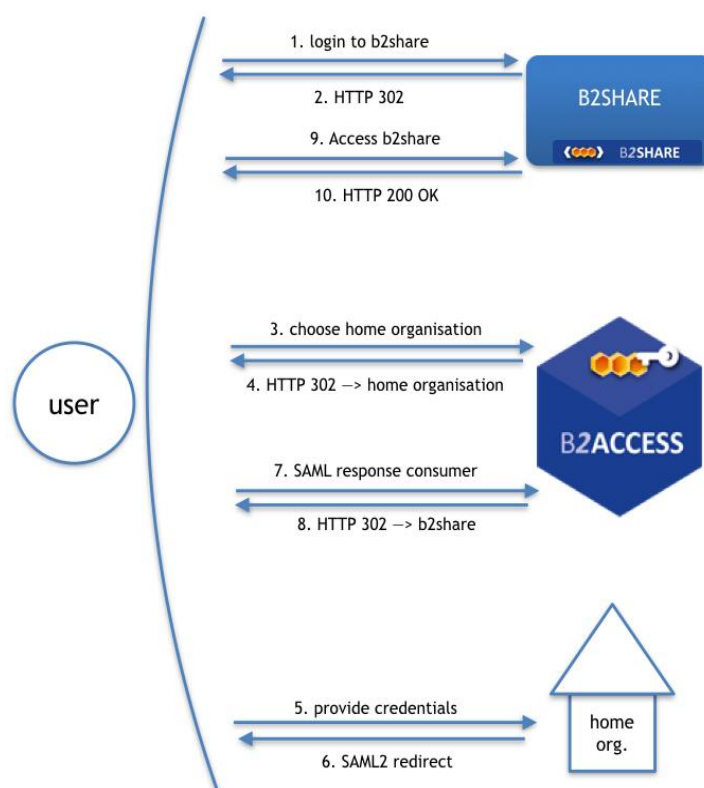 1. login to b2share
2. HTTP 302
B2SHARE
9. Access b2share
B2SHARE
10. HTTP 200 OK
3. choose home organisation
4. HTTP 302 —> home organisation
user
B2ACCESS
7. SAML response consumer
8. HTTP 302 —> b2share
5. provide credentials
home
org.
6. SAML2 redirect